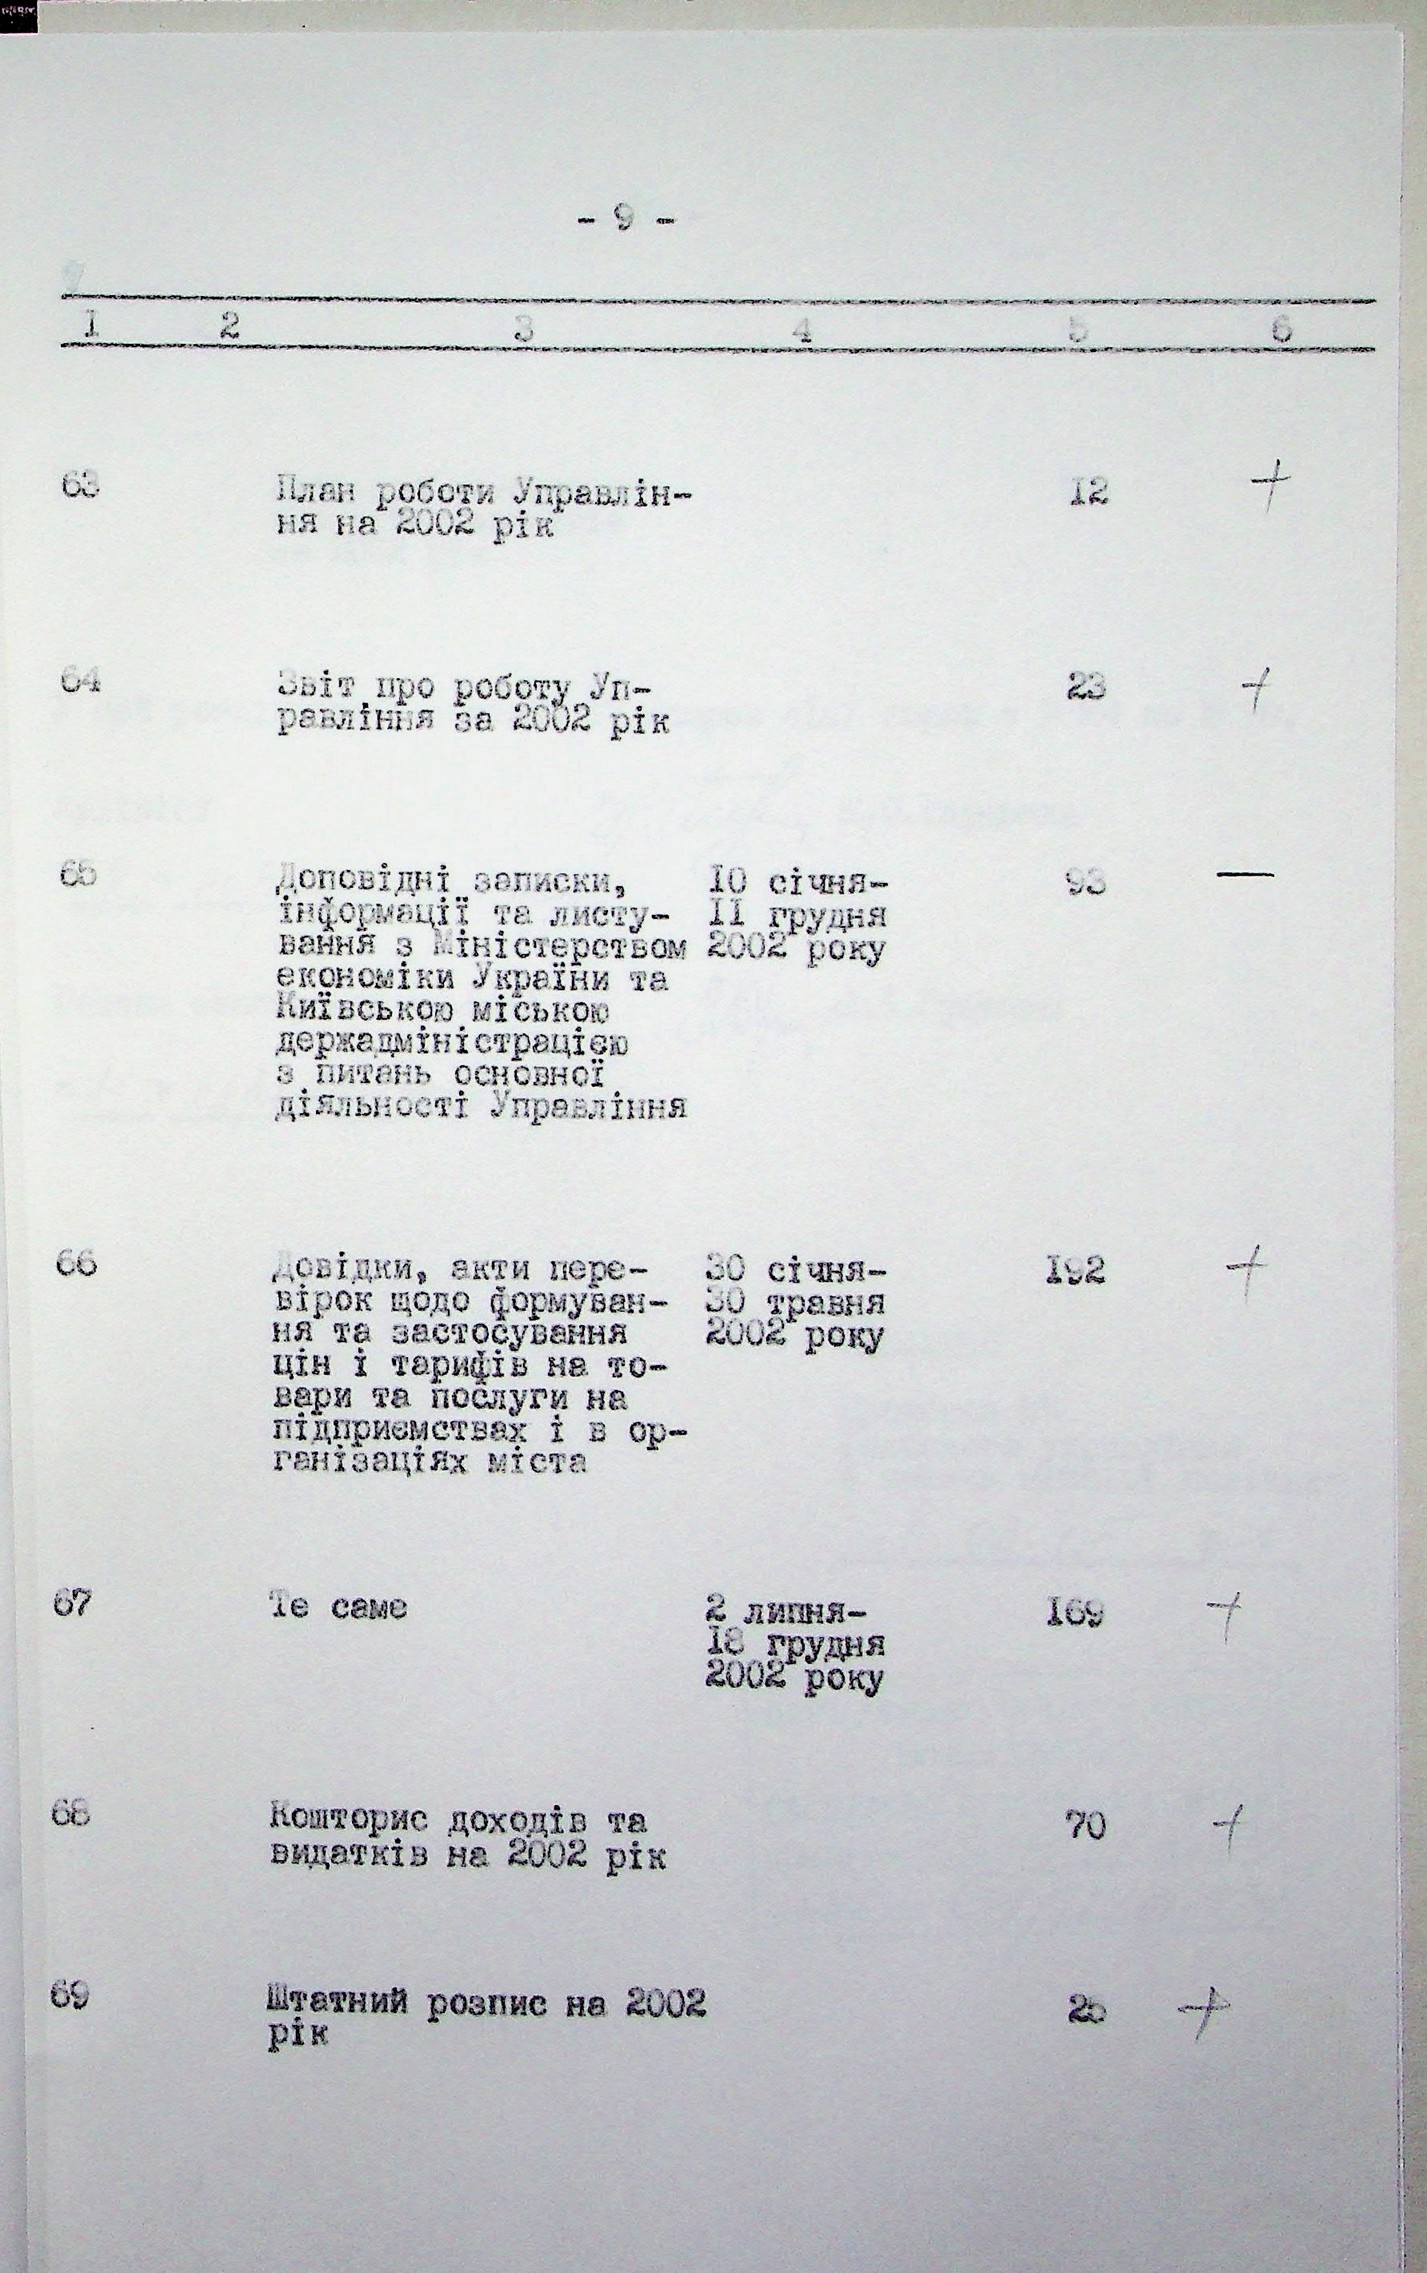 - 9 -
1 2 3 4 5 6
63 План роботи Управлін- 12 +
ня на 2002 рік
64 Звіт про роботу Уп- 23 +
равління за 2002 рік
65 Доповідні записки, 10 січня- 93 —
інформації та листу- 11 грудня
вання з Міністерством 2002 року
економіки України та
Київською міською
держадміністрацією
з питань основної
діяльності Управління
66 Довідки, акти пере- 30 січня- 192 +
вірок щодо формуван- 30 травня
ня та застосування 2002 року
цін і тарифів на то-
вари та послуги на
підприємствах і в ор-
ганізаціях міста
67 Те саме 2 липня- 169 +
18 грудня
2002 року
68 Кошторис доходів та 70 +
видатків на 2002 рік
69 Штатний розпис на 2002 25 +
рік